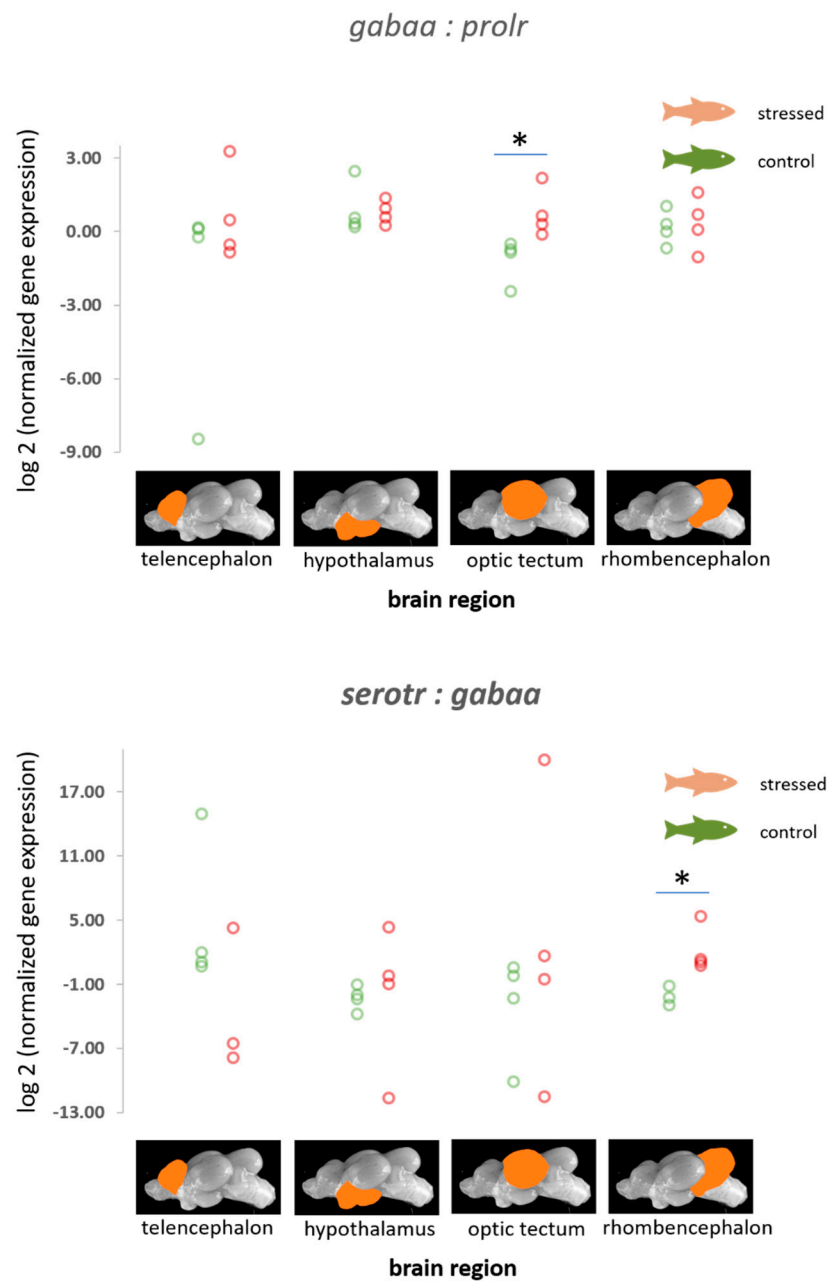 gabaa : prolr
log 2 (normalized gene expression)
3.00
0.00
-3.00
-6.00
-9.00
*
stressed
control
telencephalon
hypothalamus
optic tectum
rhombencephalon
brain region
serotr : gabaa
log 2 (normalized gene expression)
17.00
11.00
5.00
-1.00
-7.00
-13.00
stressed
control
*
telencephalon
hypothalamus
optic tectum
rhombencephalon
brain region